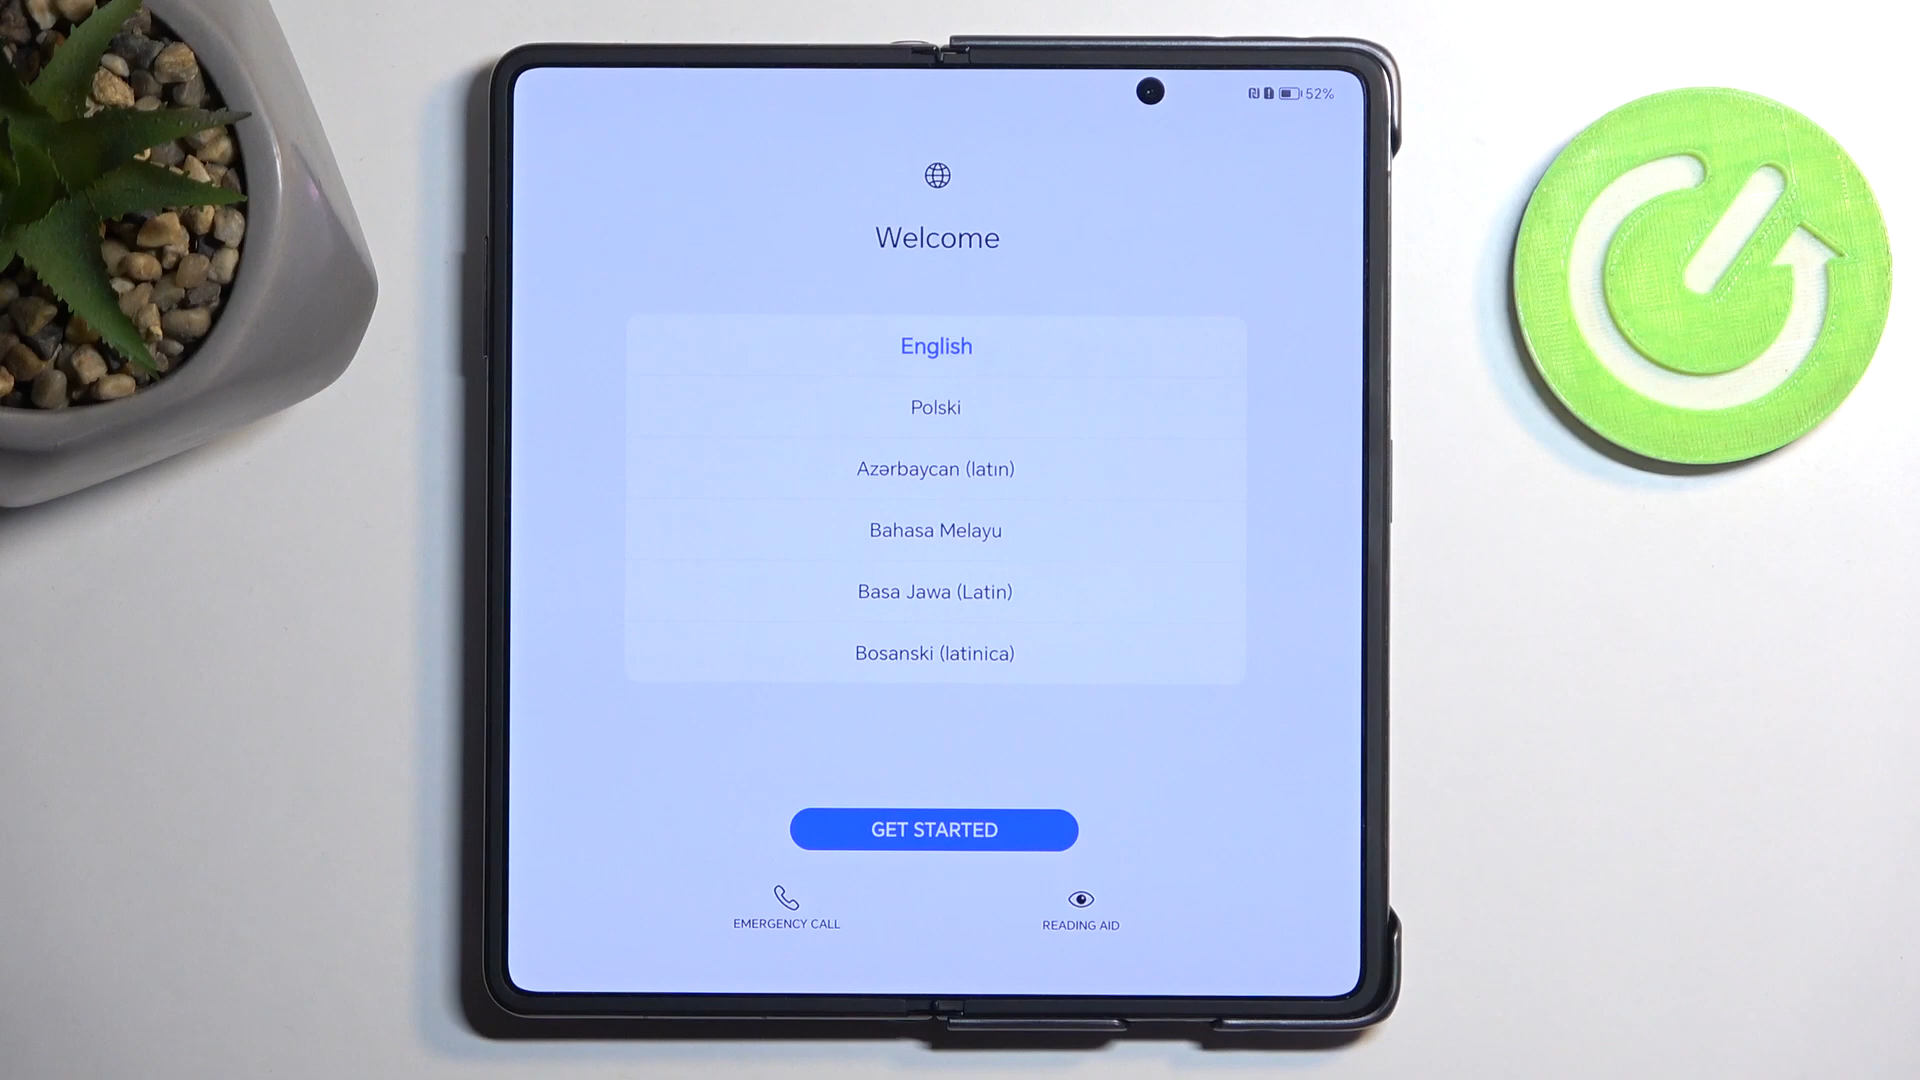 52%
Welcome
English
Polski
Azərbaycan (latın)
Bahasa Melayu
Basa Jawa (Latin)
Bosanski (latinica)
GET STARTED
EMERGENCY CALL
READING AID